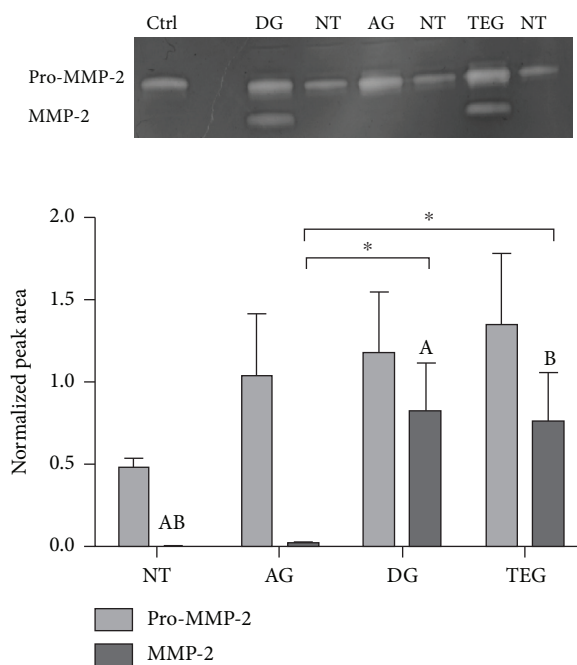 Ctrl DG NT AG NT TEG NT
Pro-MMP-2
MMP-2
2.0
1.5
1.0
0.5
0.0
Normalized peak area
*
*
A
B
AB
NT AG DG TEG
Pro-MMP-2
MMP-2